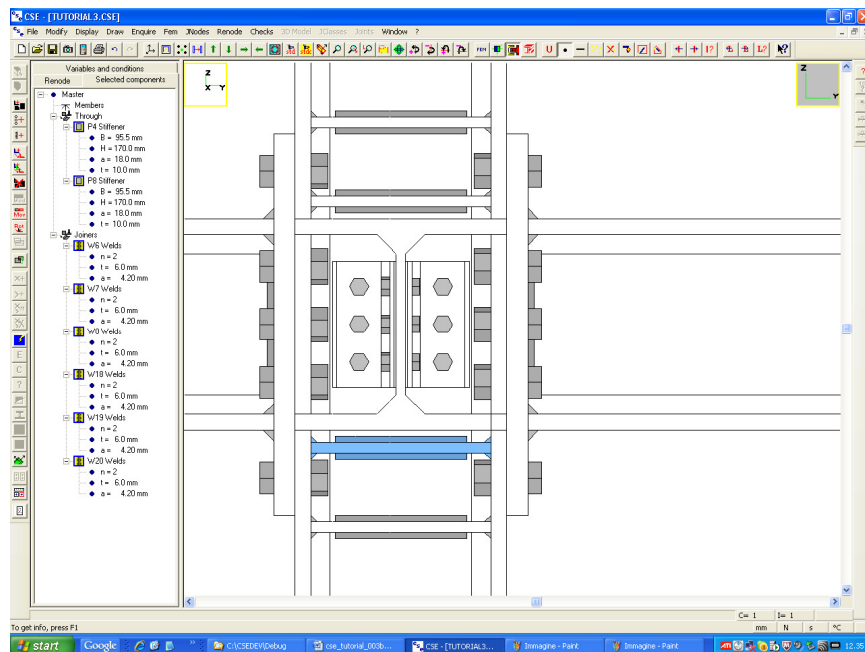 CSE - [TUTORIAL3.CSE]
File Modify Display Draw Enquire Fem JNodes Renode Checks 3D Model JClasses Joints Window ?
Variables and conditions
Renode Selected components
Master
Members
Through
P4 Stiffener
B = 95.5 mm
H = 170.0 mm
a = 18.0 mm
t = 10.0 mm
P8 Stiffener
B = 95.5 mm
H = 170.0 mm
a = 18.0 mm
t = 10.0 mm
Joiners
W6 Welds
n = 2
t = 6.0 mm
a = 4.20 mm
W7 Welds
n = 2
t = 6.0 mm
a = 4.20 mm
W0 Welds
n = 2
t = 6.0 mm
a = 4.20 mm
W18 Welds
n = 2
t = 6.0 mm
a = 4.20 mm
W19 Welds
n = 2
t = 6.0 mm
a = 4.20 mm
W20 Welds
n = 2
t = 6.0 mm
a = 4.20 mm
Z
X Y
Z
Y
C= 1 I= 1
To get info, press F1
mm N s °C
start Google C:\CSEDEV\Debug cse_tutorial_003b... CSE - [TUTORIAL3.... Immagine - Paint Immagine - Paint 12.35